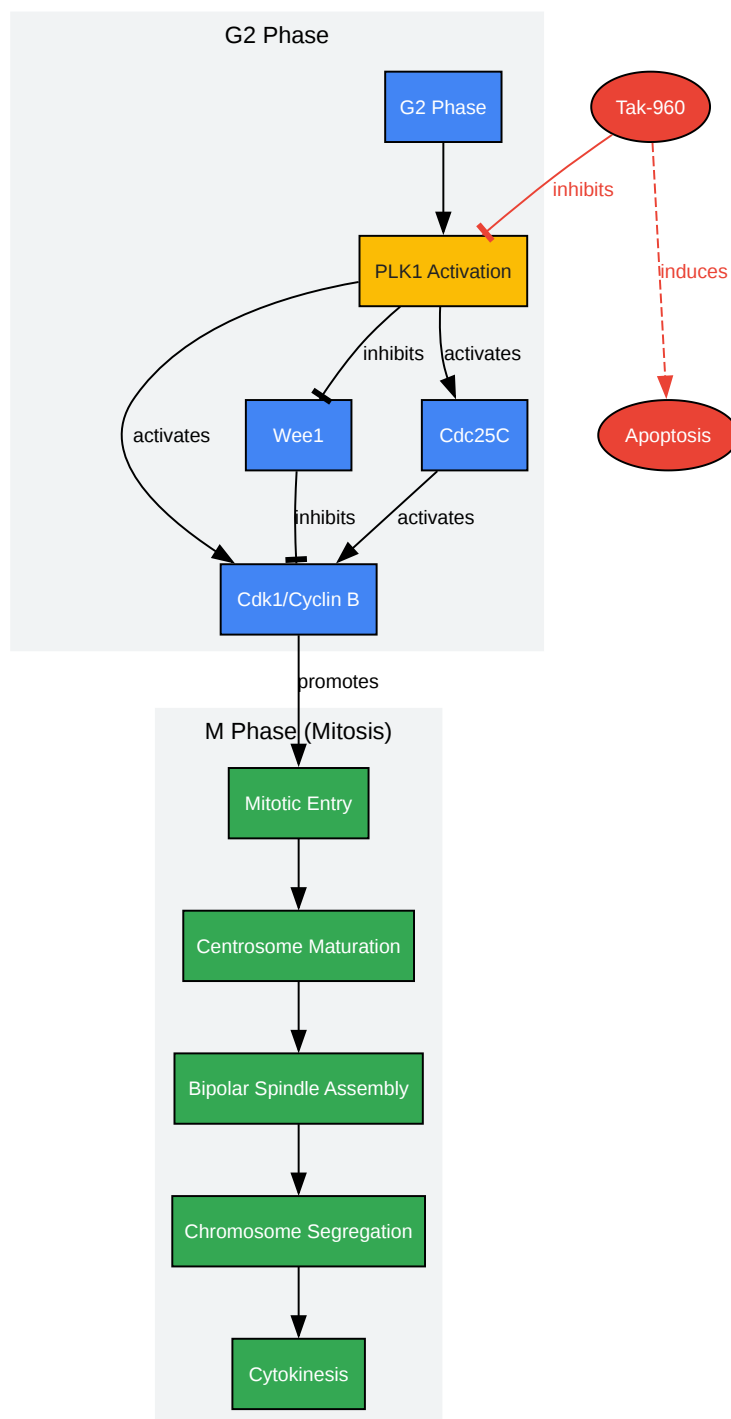 G2 Phase
G2 Phase
Tak-960
inhibits
PLK1 Activation
induces
inhibits
activates
activates
Wee1
Cdc25C
Apoptosis
inhibits
activates
Cdk1/Cyclin B
promotes
M Phase (Mitosis)
Mitotic Entry
Centrosome Maturation
Bipolar Spindle Assembly
Chromosome Segregation
Cytokinesis